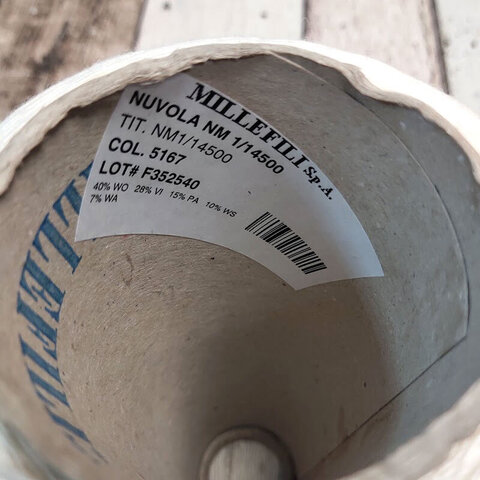 MILLEFILI S.p.A.
NUVOLA NM 1/14500
TIT. NM1/14500
COL. 5167
LOT# F352540
40% WO 28% VI 15% PA 10% WS
7% WA
LLEFILI